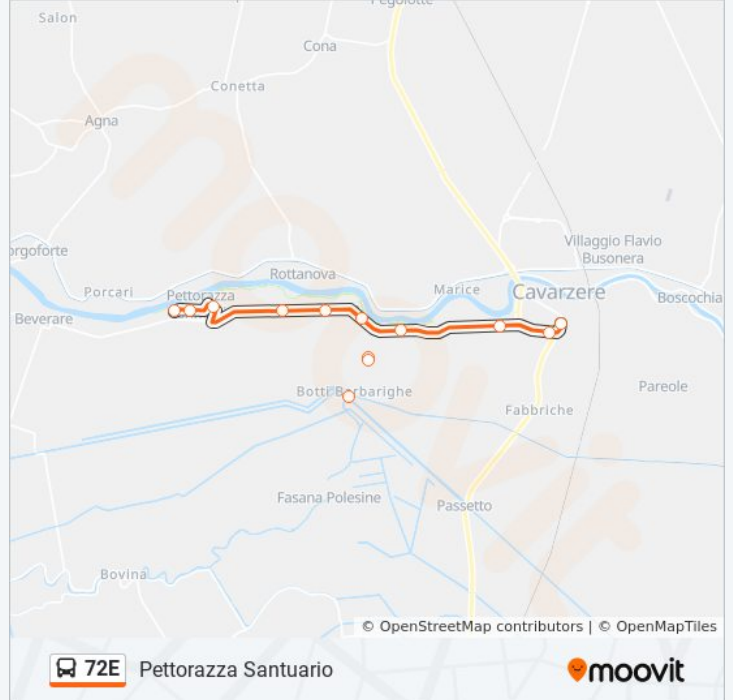 Pegolotte
Salon
Cona
Conetta
Agna
Villaggio Flavio
Busonera
orgoforte
Rottanova
Porcari
Pettorazza
Marice
Cavarzere
Boscochia
Beverare
Botti Barbarighe
Pareole
Fabbriche
Fasana Polesine
Passetto
Bovina
© OpenStreetMap contributors | © OpenMapTiles
72E Pettorazza Santuario moovit